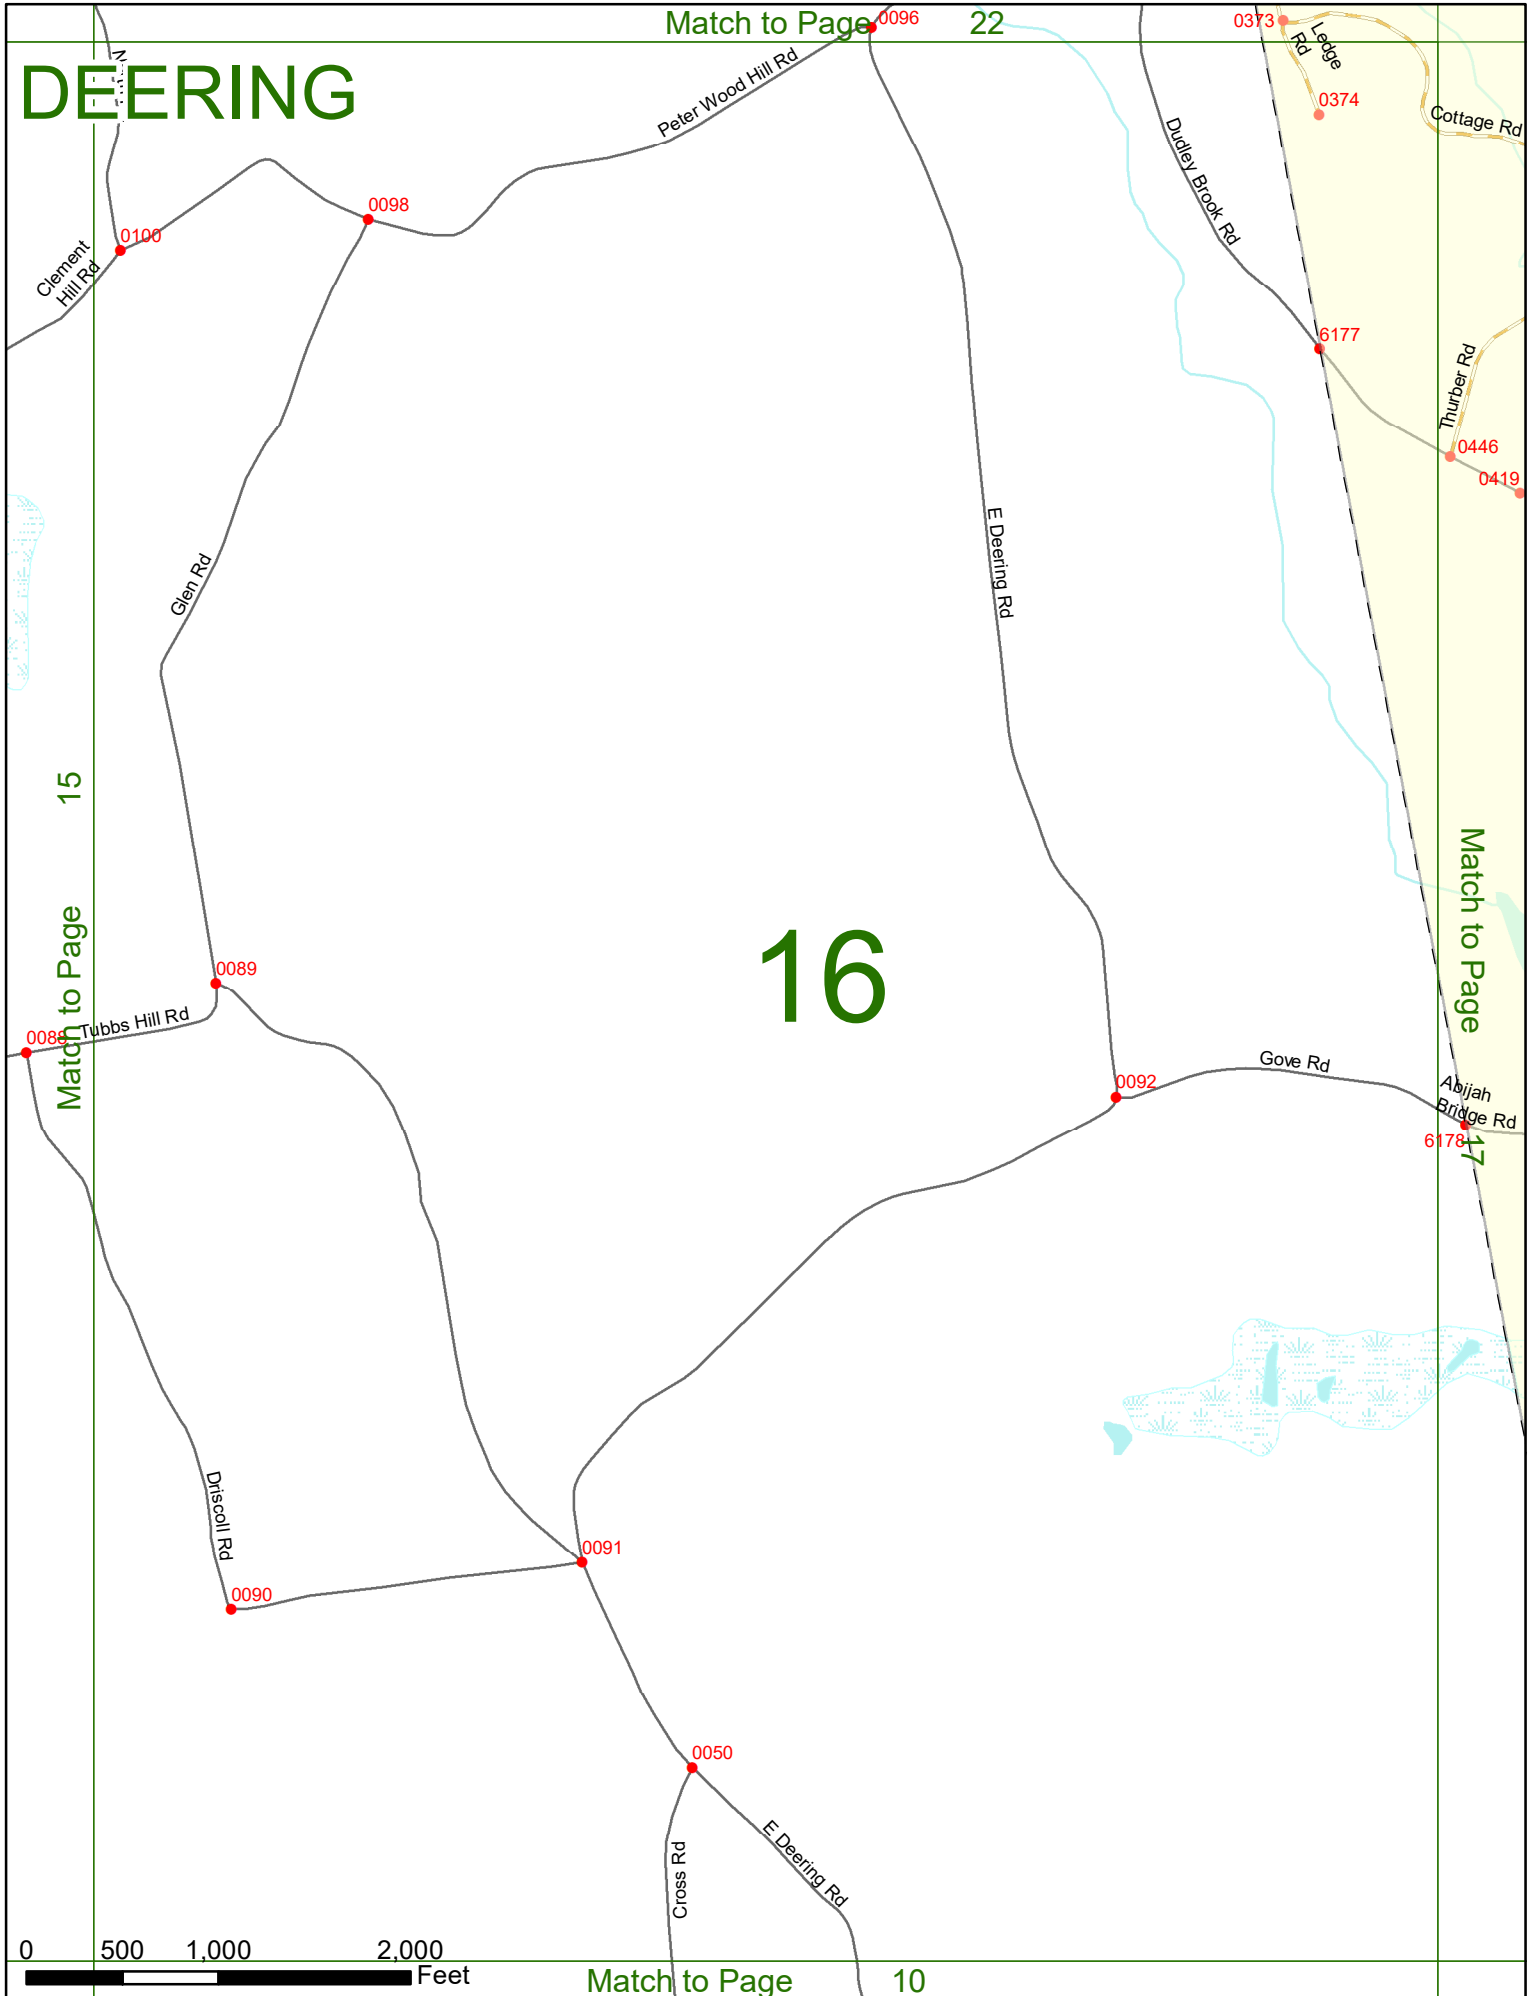 Match to Page 22
0096
0373
Ledge
Rd
DEERING
0374
Cottage Rd
Peter Wood Hill Rd
Dudley Brook Rd
0098
0100
Clement
Hill Rd
6177
Thurber Rd
0446
0419
E Deering Rd
Glen Rd
Match to Page 15
Match to Page 17
16
0089
Tubbs Hill Rd
0088
Gove Rd
0092
Abijah
Bridge Rd
6178
Driscoll Rd
0091
0090
0050
E Deering Rd
Cross Rd
0 500 1,000 2,000
Feet
Match to Page 10